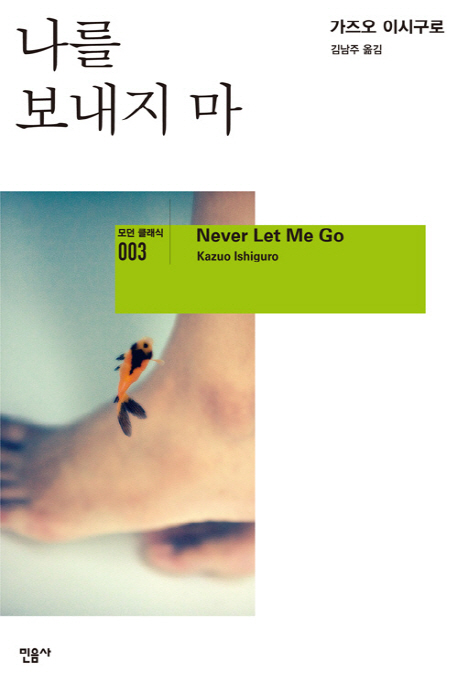 나를
보내지 마
가즈오 이시구로
김남주 옮김
모던 클래식
003
Never Let Me Go
Kazuo Ishiguro
민음사